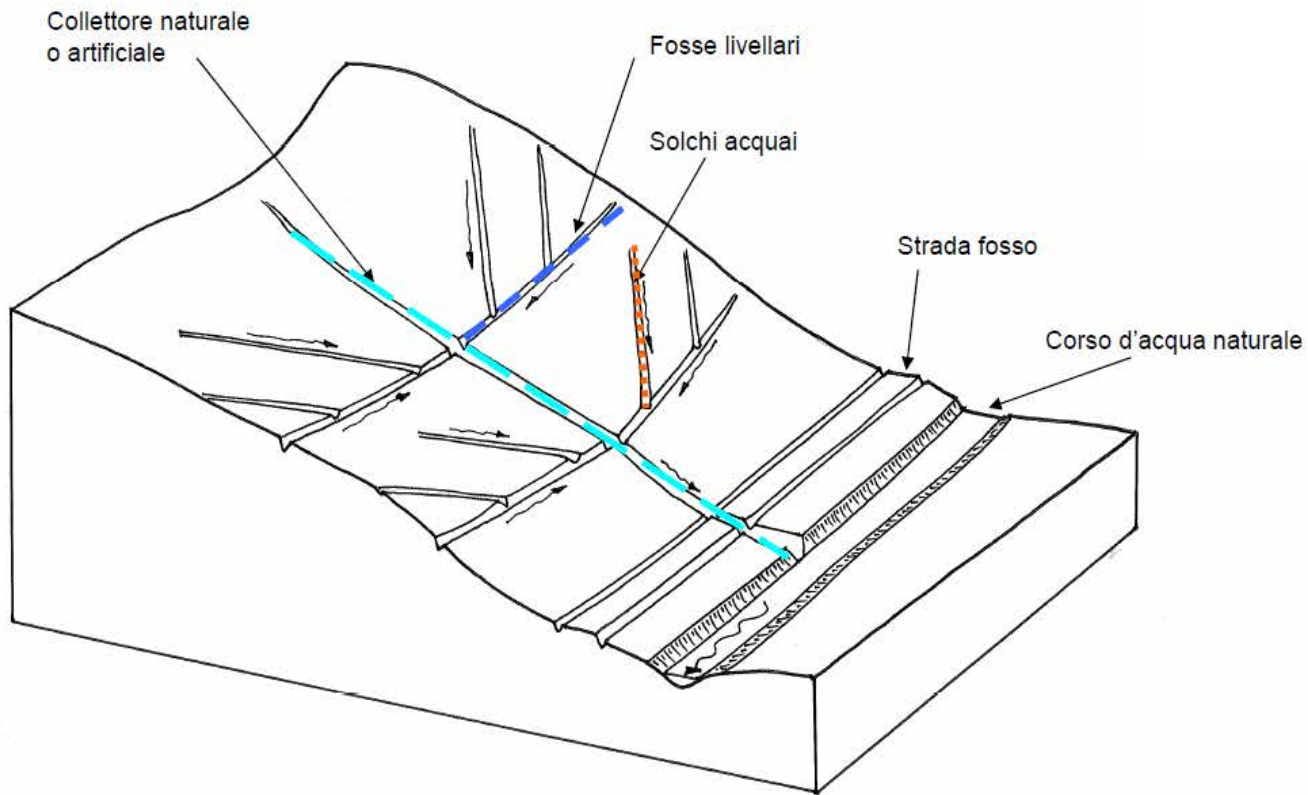 Collettore naturale
o artificiale
Fosse livellari
Solchi acquai
Strada fosso
Corso d’acqua naturale